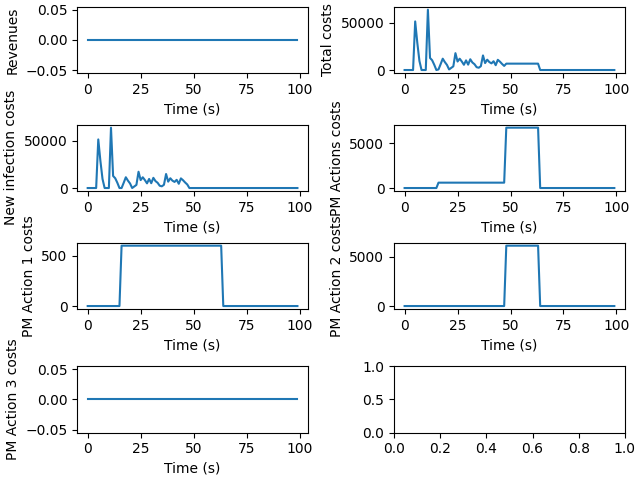 Revenues
0.05
0.00
−0.05
0 25 50 75 100
Time (s)
Total costs
50000
0
0 25 50 75 100
Time (s)
New infection costs
50000
0
0 25 50 75 100
Time (s)
PM Actions costs
5000
0
0 25 50 75 100
Time (s)
PM Action 1 costs
500
0
0 25 50 75 100
Time (s)
PM Action 2 costs
5000
0
0 25 50 75 100
Time (s)
PM Action 3 costs
0.05
0.00
−0.05
0 25 50 75 100
Time (s)
1.0
0.5
0.0
0.0 0.2 0.4 0.6 0.8 1.0